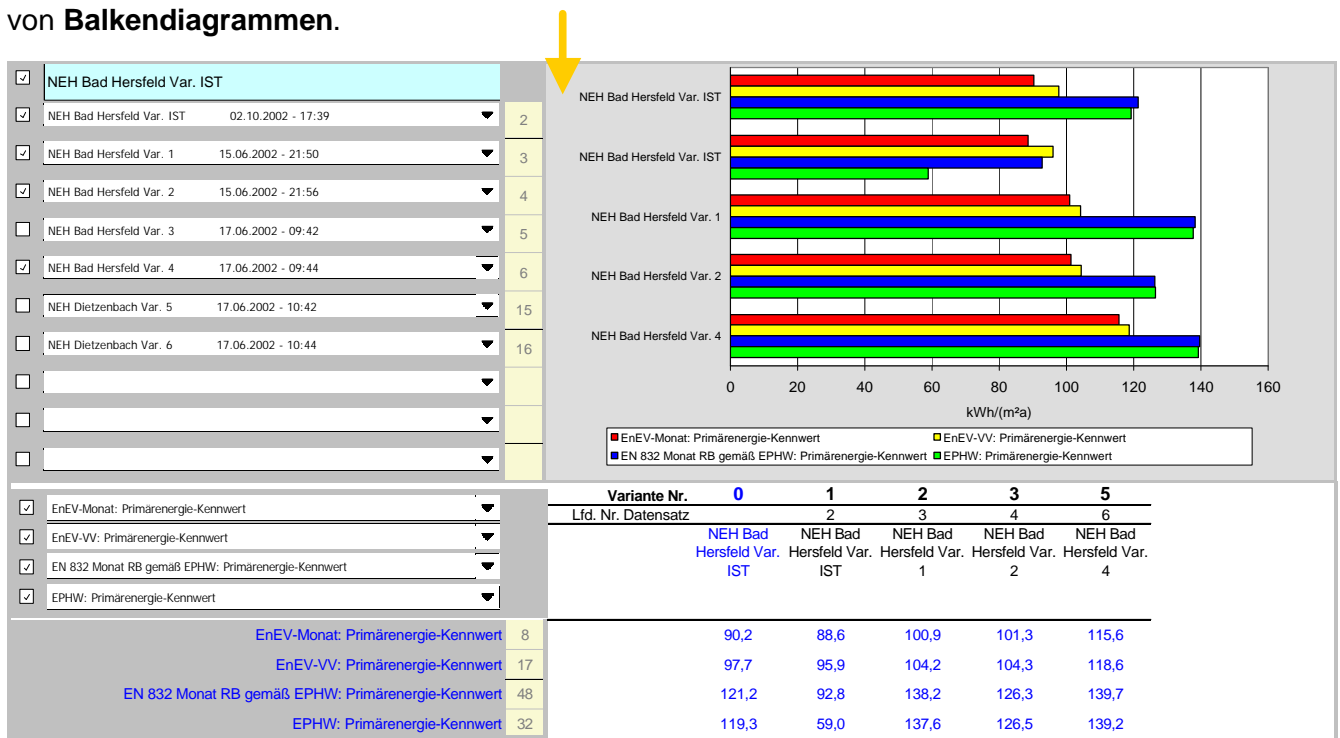 von Balkendiagrammen.
NEH Bad Hersfeld Var. IST
NEH Bad Hersfeld Var. IST 02.10.2002 - 17:39 2
NEH Bad Hersfeld Var. 1 15.06.2002 - 21:50 3
NEH Bad Hersfeld Var. 2 15.06.2002 - 21:56 4
NEH Bad Hersfeld Var. 3 17.06.2002 - 09:42 5
NEH Bad Hersfeld Var. 4 17.06.2002 - 09:44 6
NEH Dietzenbach Var. 5 17.06.2002 - 10:42 15
NEH Dietzenbach Var. 6 17.06.2002 - 10:44 16
NEH Bad Hersfeld Var. IST
NEH Bad Hersfeld Var. IST
NEH Bad Hersfeld Var. 1
NEH Bad Hersfeld Var. 2
NEH Bad Hersfeld Var. 4
0 20 40 60 80 100 120 140 160
kWh/(m²a)
EnEV-Monat: Primärenergie-Kennwert EnEV-VV: Primärenergie-Kennwert
EN 832 Monat RB gemäß EPHW: Primärenergie-Kennwert EPHW: Primärenergie-Kennwert
EnEV-Monat: Primärenergie-Kennwert
EnEV-VV: Primärenergie-Kennwert
EN 832 Monat RB gemäß EPHW: Primärenergie-Kennwert
EPHW: Primärenergie-Kennwert
Variante Nr. 0 1 2 3 5
Lfd. Nr. Datensatz 2 3 4 6
NEH Bad NEH Bad NEH Bad NEH Bad NEH Bad
Hersfeld Var. Hersfeld Var. Hersfeld Var. Hersfeld Var. Hersfeld Var.
IST IST 1 2 4
EnEV-Monat: Primärenergie-Kennwert 8 90,2 88,6 100,9 101,3 115,6
EnEV-VV: Primärenergie-Kennwert 17 97,7 95,9 104,2 104,3 118,6
EN 832 Monat RB gemäß EPHW: Primärenergie-Kennwert 48 121,2 92,8 138,2 126,3 139,7
EPHW: Primärenergie-Kennwert 32 119,3 59,0 137,6 126,5 139,2